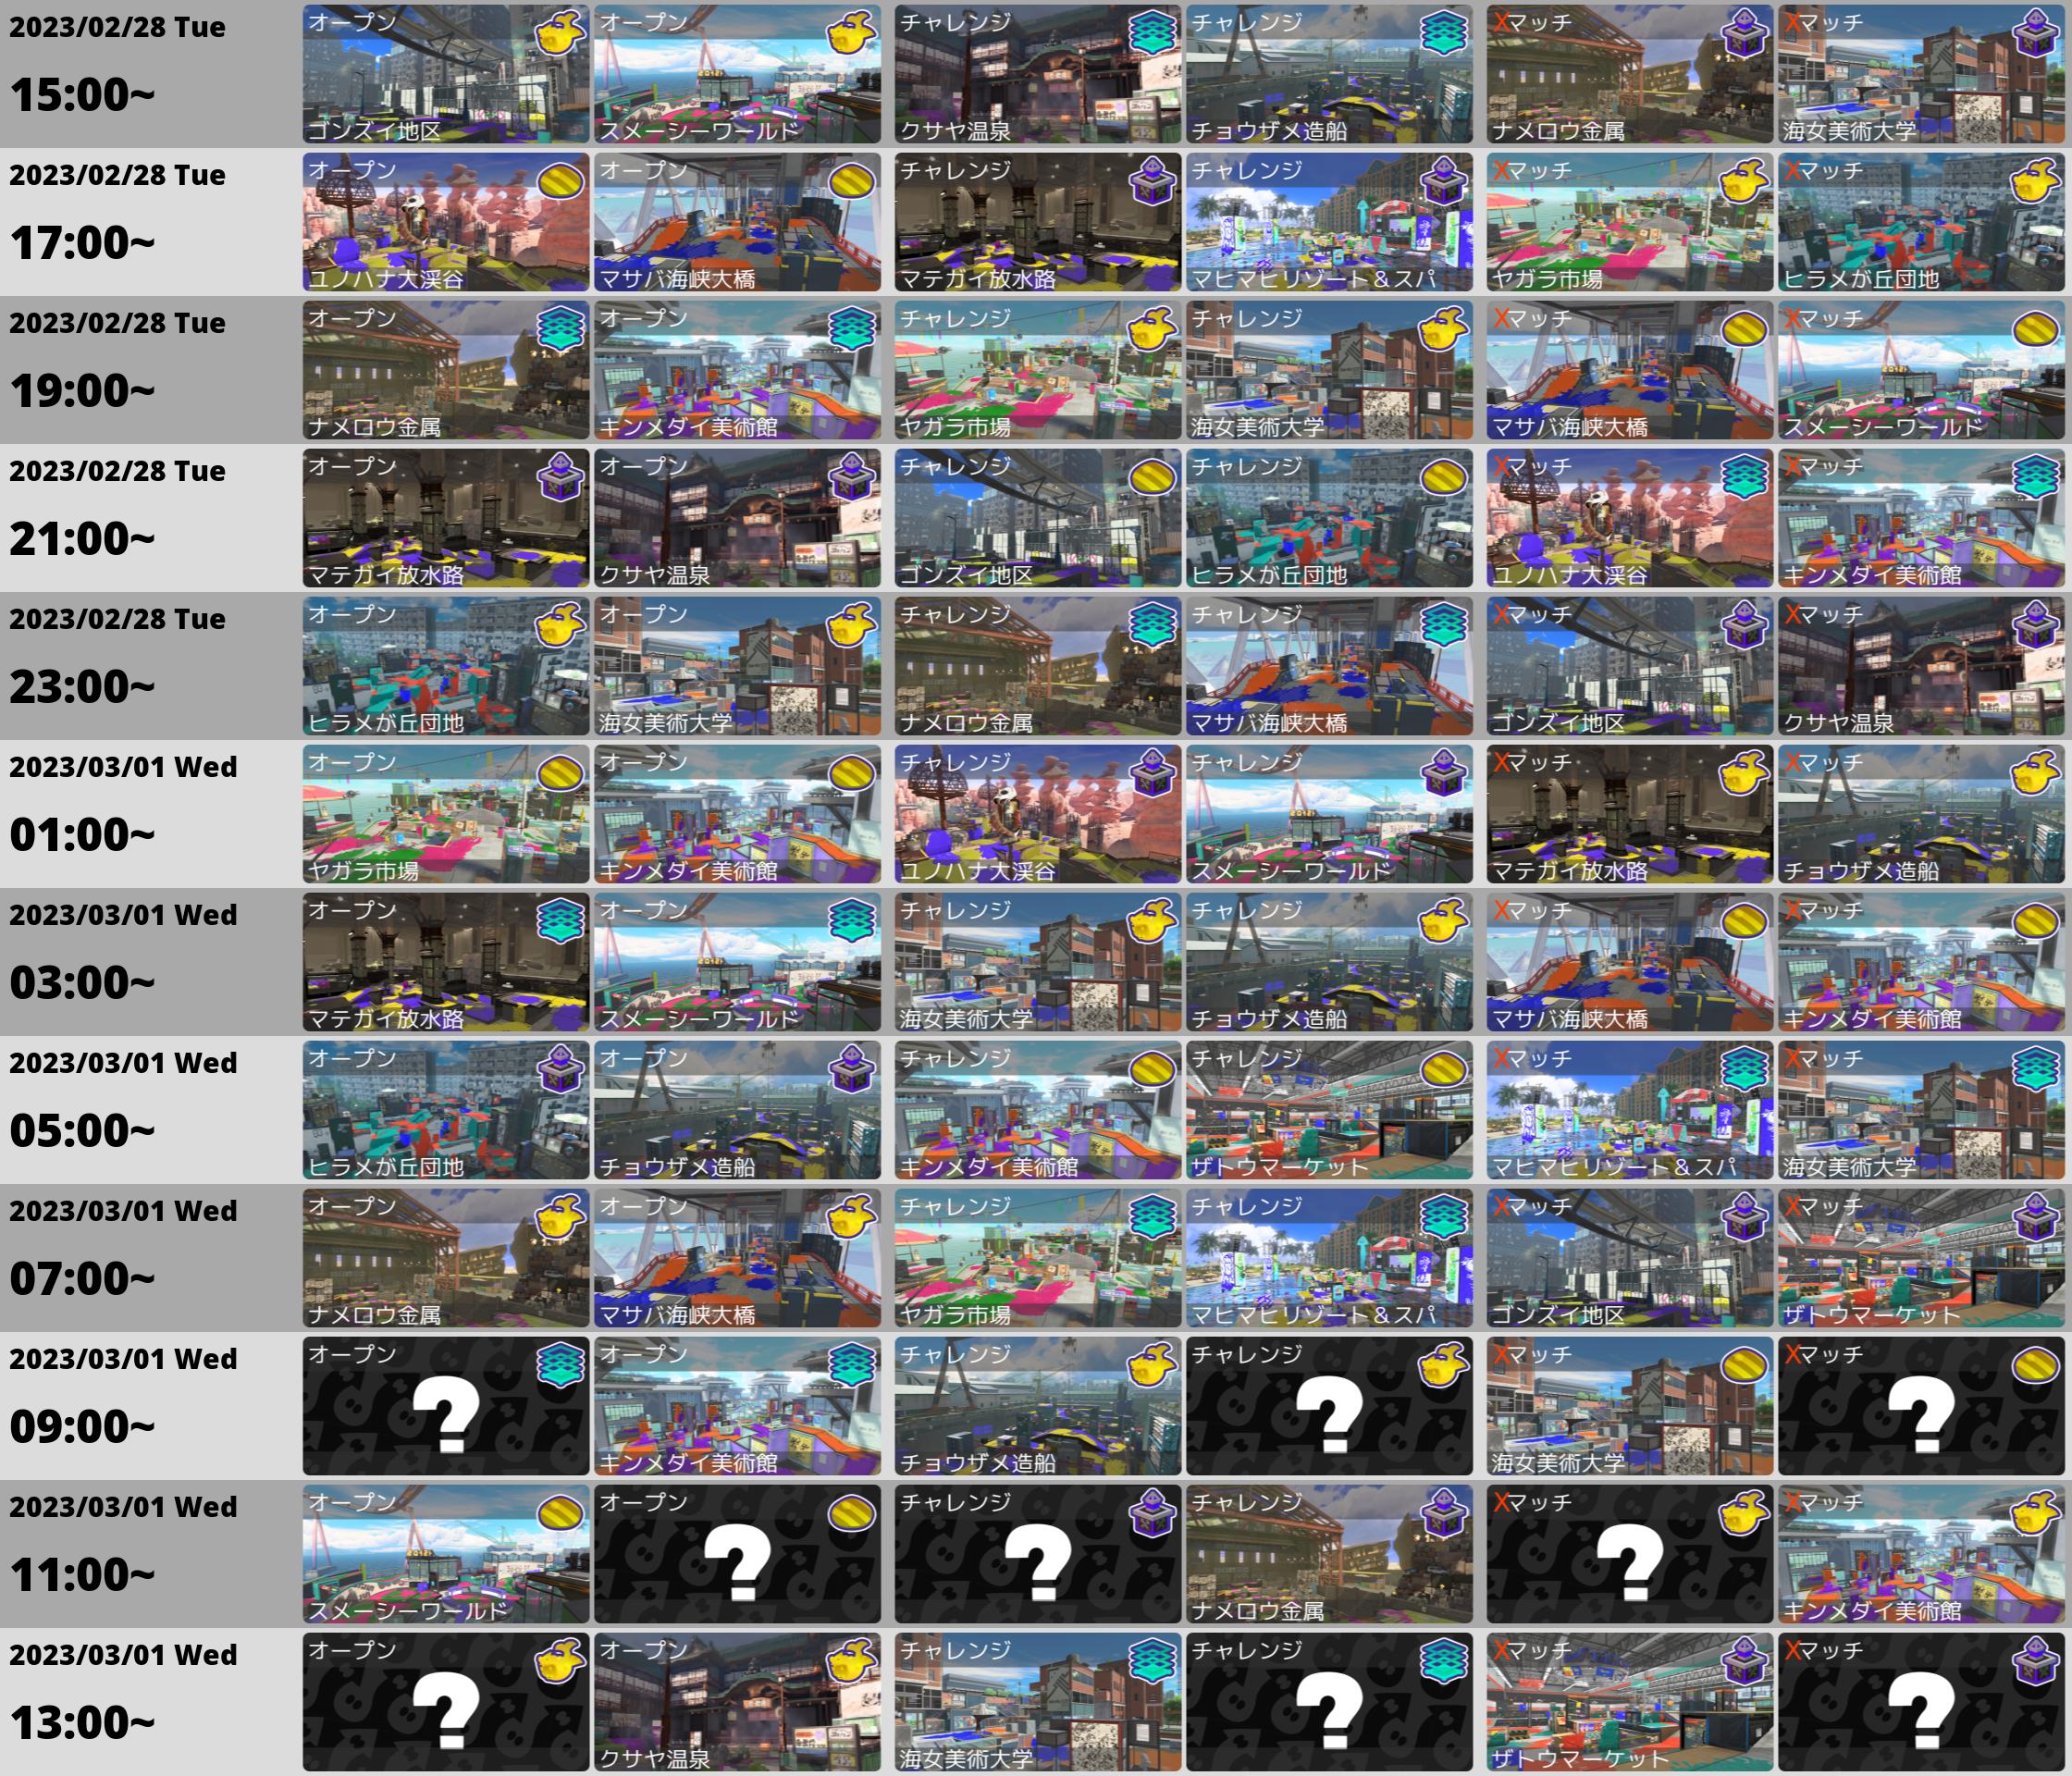 2023/02/28 Tue
15:00~
オープン オープン チャレンジ チャレンジ Xマッチ Xマッチ
ゴンズイ地区 スメーシーワールド クサヤ温泉 チョウザメ造船 ナメロウ金属 海女美術大学
2023/02/28 Tue
17:00~
オープン オープン チャレンジ チャレンジ Xマッチ Xマッチ
ユノハナ大渓谷 マサバ海峡大橋 マテガイ放水路 マヒマヒリゾート&スパ ヤガラ市場 ヒラメが丘団地
2023/02/28 Tue
19:00~
オープン オープン チャレンジ チャレンジ Xマッチ Xマッチ
ナメロウ金属 キンメダイ美術館 ヤガラ市場 海女美術大学 マサバ海峡大橋 スメーシーワールド
2023/02/28 Tue
21:00~
オープン オープン チャレンジ チャレンジ Xマッチ Xマッチ
マテガイ放水路 クサヤ温泉 ゴンズイ地区 ヒラメが丘団地 ユノハナ大渓谷 キンメダイ美術館
2023/02/28 Tue
23:00~
オープン オープン チャレンジ チャレンジ Xマッチ Xマッチ
ヒラメが丘団地 海女美術大学 ナメロウ金属 マサバ海峡大橋 ゴンズイ地区 クサヤ温泉
2023/03/01 Wed
01:00~
オープン オープン チャレンジ チャレンジ Xマッチ Xマッチ
ヤガラ市場 キンメダイ美術館 ユノハナ大渓谷 スメーシーワールド マテガイ放水路 チョウザメ造船
2023/03/01 Wed
03:00~
オープン オープン チャレンジ チャレンジ Xマッチ Xマッチ
マテガイ放水路 スメーシーワールド 海女美術大学 チョウザメ造船 マサバ海峡大橋 キンメダイ美術館
2023/03/01 Wed
05:00~
オープン オープン チャレンジ チャレンジ Xマッチ Xマッチ
ヒラメが丘団地 チョウザメ造船 キンメダイ美術館 ザトウマーケット マヒマヒリゾート&スパ 海女美術大学
2023/03/01 Wed
07:00~
オープン オープン チャレンジ チャレンジ Xマッチ Xマッチ
ナメロウ金属 マサバ海峡大橋 ヤガラ市場 マヒマヒリゾート&スパ ゴンズイ地区 ザトウマーケット
2023/03/01 Wed
09:00~
オープン オープン チャレンジ チャレンジ Xマッチ Xマッチ
? キンメダイ美術館 チョウザメ造船 ? 海女美術大学 ?
2023/03/01 Wed
11:00~
オープン オープン チャレンジ チャレンジ Xマッチ Xマッチ
スメーシーワールド ? ? ナメロウ金属 ? キンメダイ美術館
2023/03/01 Wed
13:00~
オープン オープン チャレンジ チャレンジ Xマッチ Xマッチ
? クサヤ温泉 海女美術大学 ? ザトウマーケット ?